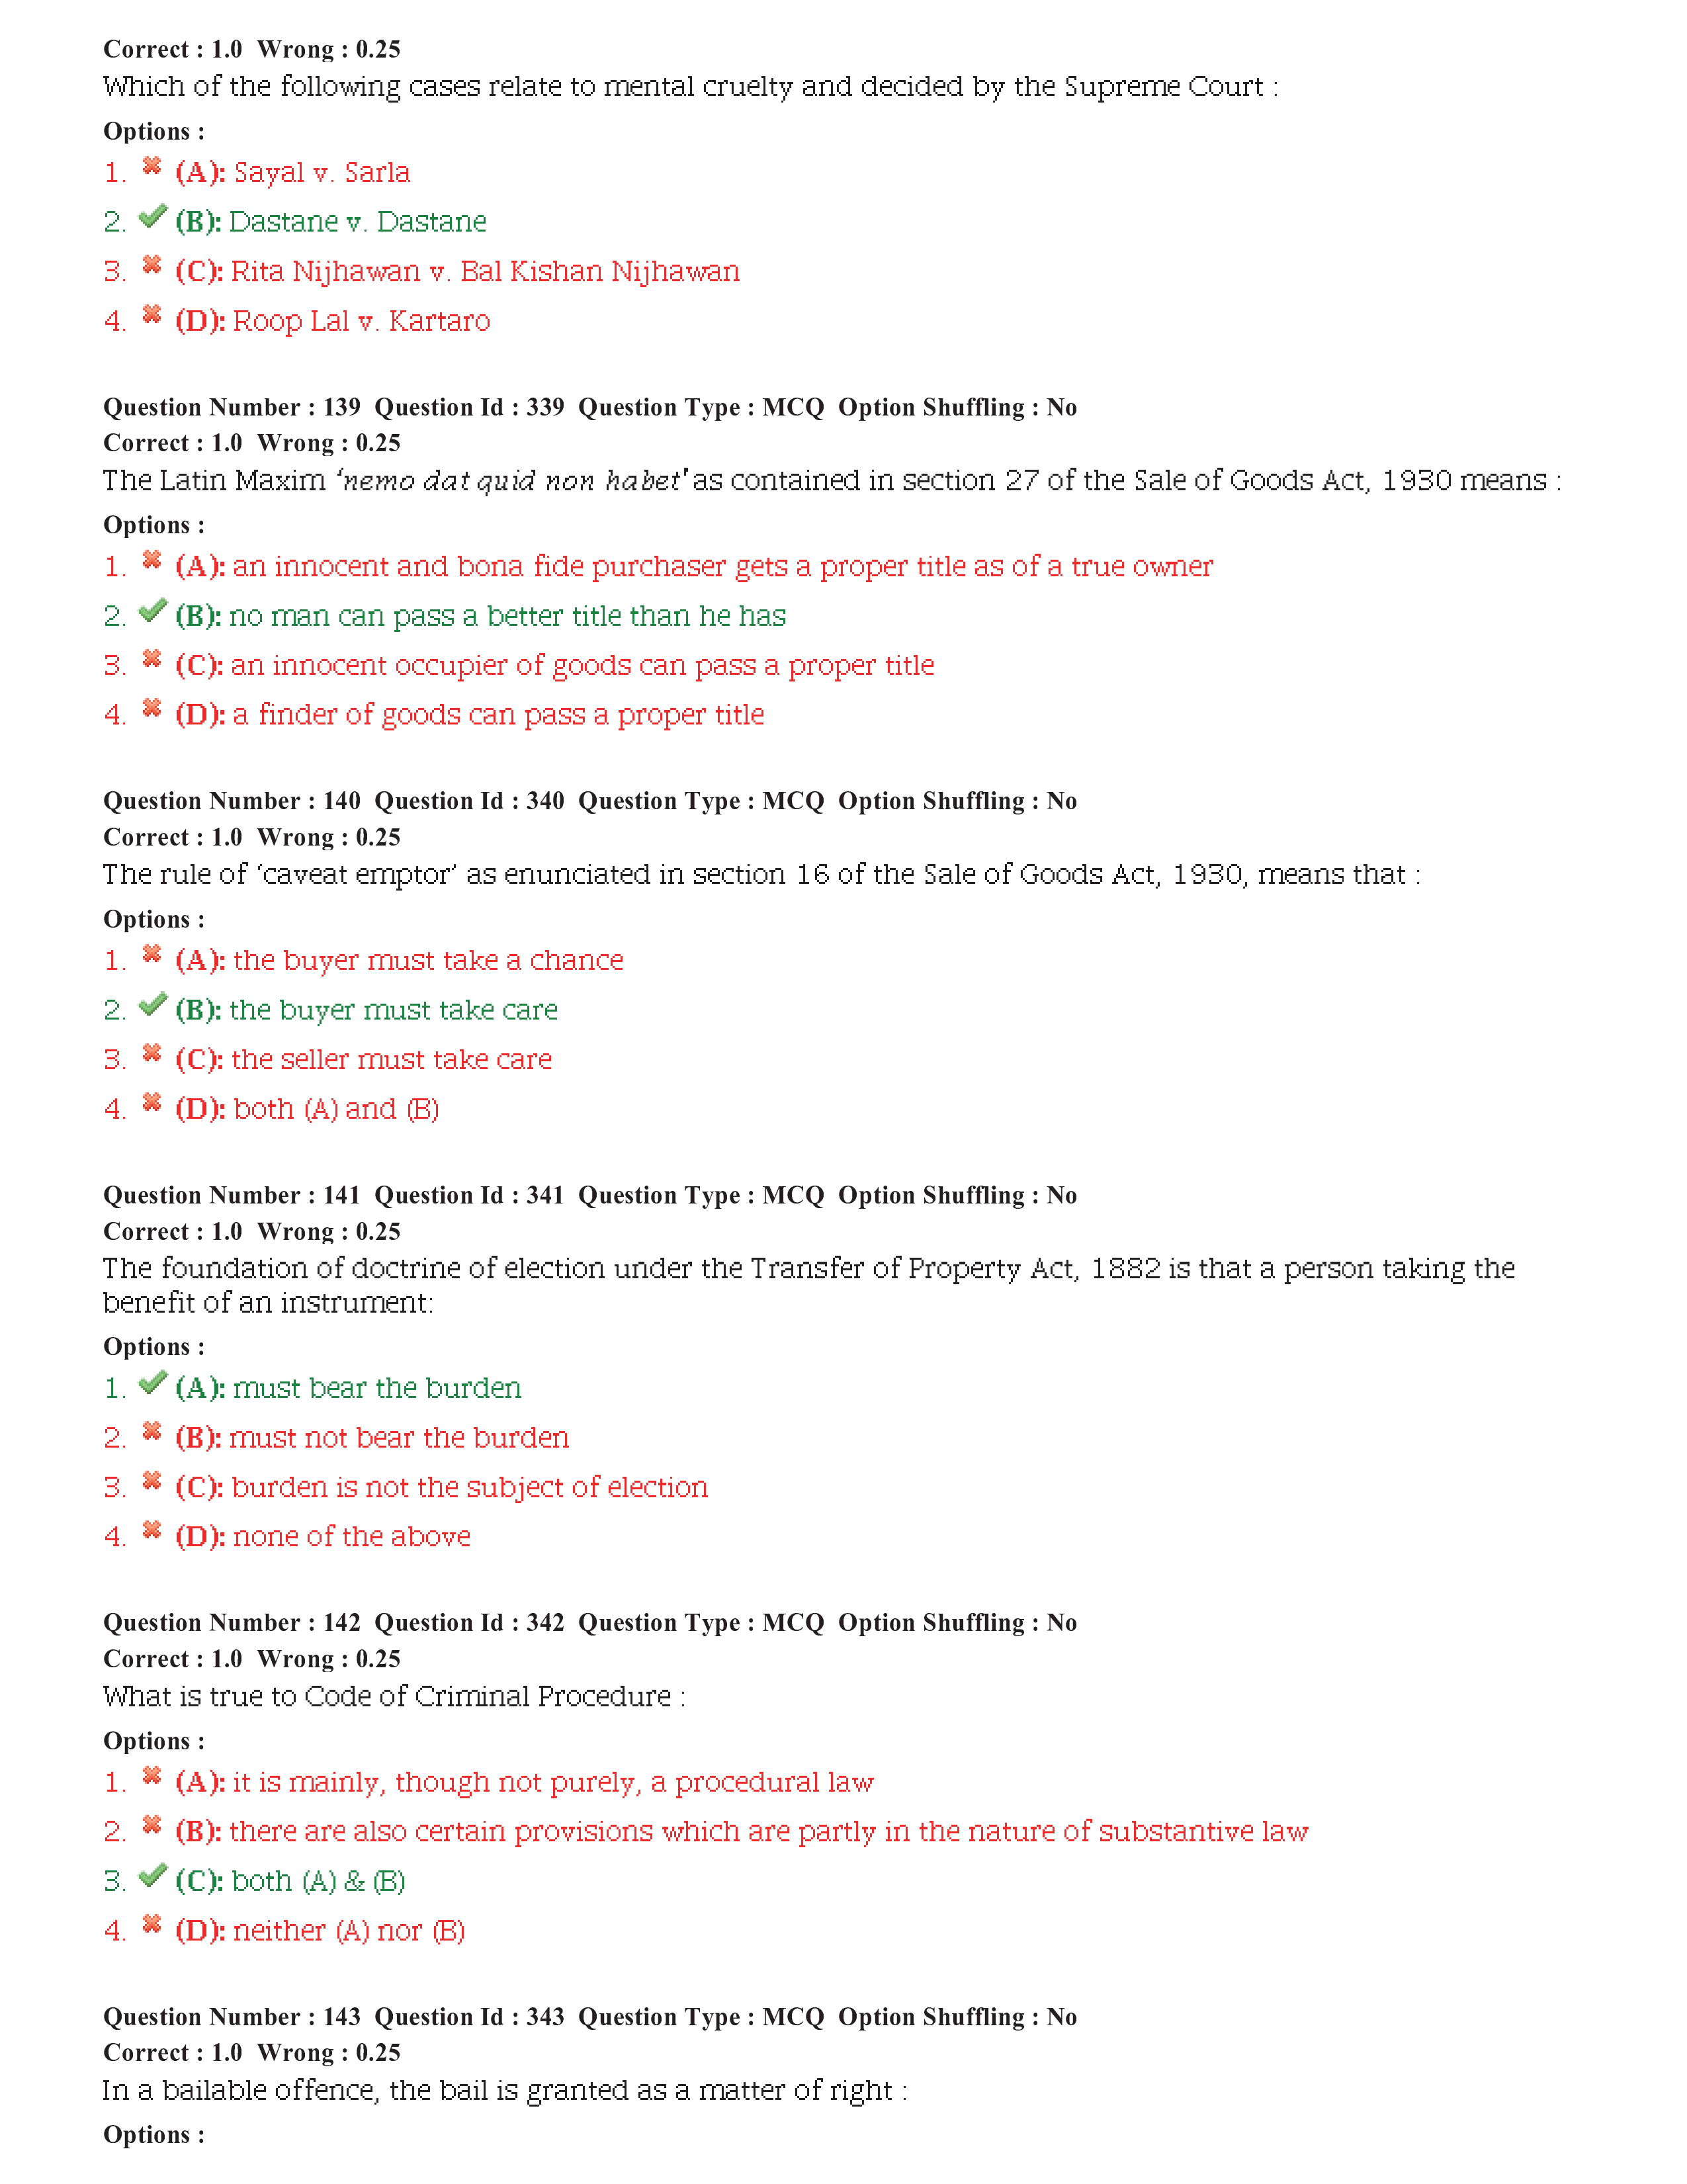 Correct : 1.0 Wrong : 0.25
Which of the following cases relate to mental cruelty and decided by the Supreme Court :
Options :
1. (A): Sayal v. Sarla
2. (B): Dastane v. Dastane
3. (C): Rita Nijhawan v. Bal Kishan Nijhawan
4. (D): Roop Lal v. Kartaro
Question Number : 139 Question Id : 339 Question Type : MCQ Option Shuffling : No
Correct : 1.0 Wrong : 0.25
The Latin Maxim ‘nemo dat quid non habet' as contained in section 27 of the Sale of Goods Act, 1930 means :
Options :
1. (A): an innocent and bona fide purchaser gets a proper title as of a true owner
2. (B): no man can pass a better title than he has
3. (C): an innocent occupier of goods can pass a proper title
4. (D): a finder of goods can pass a proper title
Question Number : 140 Question Id : 340 Question Type : MCQ Option Shuffling : No
Correct : 1.0 Wrong : 0.25
The rule of ‘caveat emptor’ as enunciated in section 16 of the Sale of Goods Act, 1930, means that :
Options :
1. (A): the buyer must take a chance
2. (B): the buyer must take care
3. (C): the seller must take care
4. (D): both (A) and (B)
Question Number : 141 Question Id : 341 Question Type : MCQ Option Shuffling : No
Correct : 1.0 Wrong : 0.25
The foundation of doctrine of election under the Transfer of Property Act, 1882 is that a person taking the
benefit of an instrument:
Options :
1. (A): must bear the burden
2. (B): must not bear the burden
3. (C): burden is not the subject of election
4. (D): none of the above
Question Number : 142 Question Id : 342 Question Type : MCQ Option Shuffling : No
Correct : 1.0 Wrong : 0.25
What is true to Code of Criminal Procedure :
Options :
1. (A): it is mainly, though not purely, a procedural law
2. (B): there are also certain provisions which are partly in the nature of substantive law
3. (C): both (A) & (B)
4. (D): neither (A) nor (B)
Question Number : 143 Question Id : 343 Question Type : MCQ Option Shuffling : No
Correct : 1.0 Wrong : 0.25
In a bailable offence, the bail is granted as a matter of right :
Options :